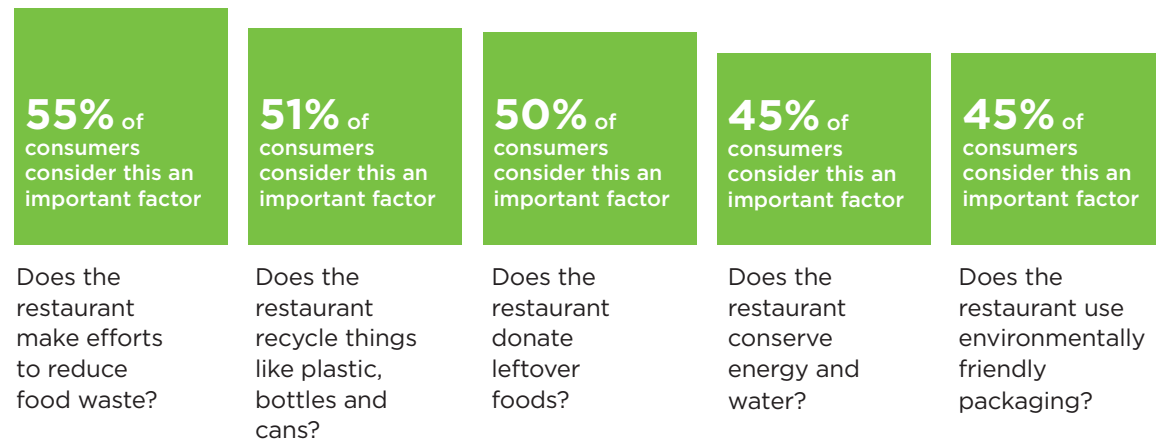 55% of
consumers
consider this an
important factor
51% of
consumers
consider this an
important factor
50% of
consumers
consider this an
important factor
45% of
consumers
consider this an
important factor
45% of
consumers
consider this an
important factor
Does the
restaurant
make efforts
to reduce
food waste?
Does the
restaurant
recycle things
like plastic,
bottles and
cans?
Does the
restaurant
donate
leftover
foods?
Does the
restaurant
conserve
energy and
water?
Does the
restaurant use
environmentally
friendly
packaging?